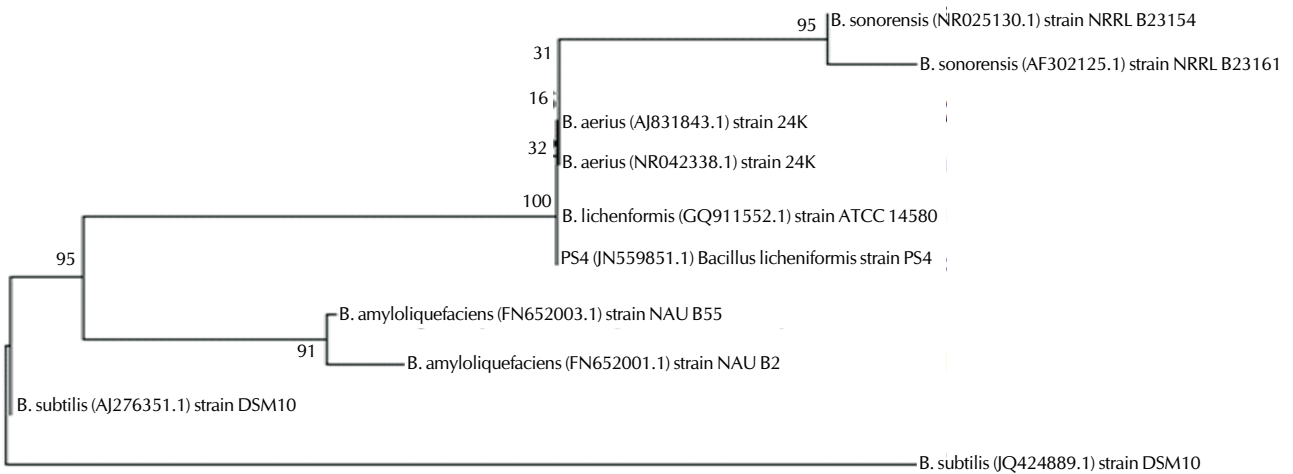 95 B. sonorensis (NR025130.1) strain NRRL B23154
31
B. sonorensis (AF302125.1) strain NRRL B23161
16
B. aerius (AJ831843.1) strain 24K
32
B. aerius (NR042338.1) strain 24K
100
B. lichenformis (GQ911552.1) strain ATCC 14580
95
PS4 (JN559851.1) Bacillus licheniformis strain PS4
B. amyloliquefaciens (FN652003.1) strain NAU B55
91
B. amyloliquefaciens (FN652001.1) strain NAU B2
B. subtilis (AJ276351.1) strain DSM10
B. subtilis (JQ424889.1) strain DSM10